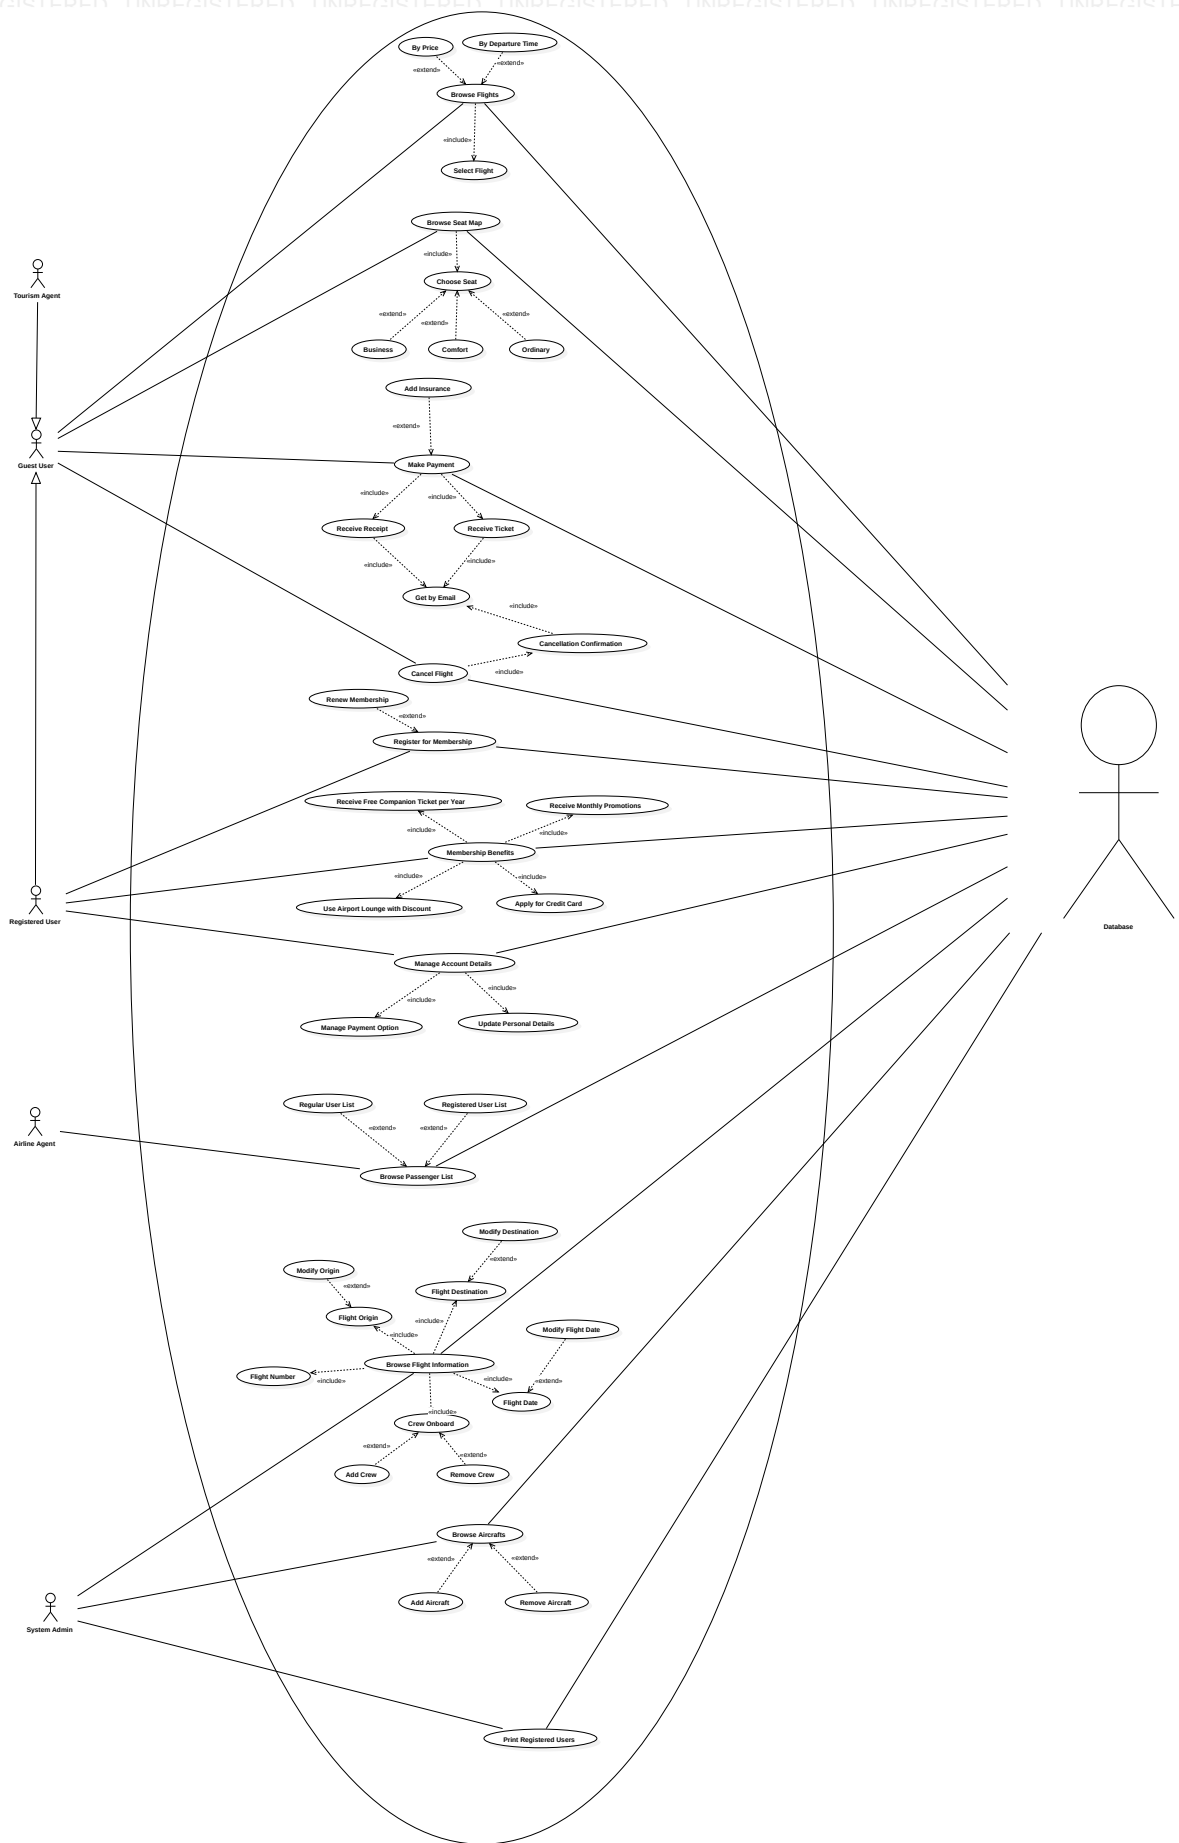 UNREGISTERED UNREGISTERED UNREGISTERED UNREGISTERED UNREGISTERED
By Price
By Departure Time
«extend»
«extend»
Browse Flights
«include»
Select Flight
Browse Seat Map
«include»
Choose Seat
«extend»
«extend»
«extend»
Business
Comfort
Ordinary
Tourism Agent
Add Insurance
«extend»
Guest User
Make Payment
«include»
«include»
Receive Receipt
Receive Ticket
«include»
«include»
Get by Email
«include»
Cancellation Confirmation
Cancel Flight
«include»
Renew Membership
«extend»
Register for Membership
Receive Free Companion Ticket per Year
Receive Monthly Promotions
«include»
«include»
Membership Benefits
«include»
«include»
Use Airport Lounge with Discount
Apply for Credit Card
Registered User
Database
Manage Account Details
«include»
«include»
Manage Payment Option
Update Personal Details
Regular User List
Registered User List
«extend»
«extend»
Airline Agent
Browse Passenger List
Modify Destination
«extend»
Modify Origin
«extend»
Flight Destination
Flight Origin
«include»
«include»
Modify Flight Date
Browse Flight Information
Flight Number
«include»
«include»
«extend»
Flight Date
«include»
Crew Onboard
«extend»
«extend»
Add Crew
Remove Crew
Browse Aircrafts
«extend»
«extend»
Add Aircraft
Remove Aircraft
System Admin
Print Registered Users